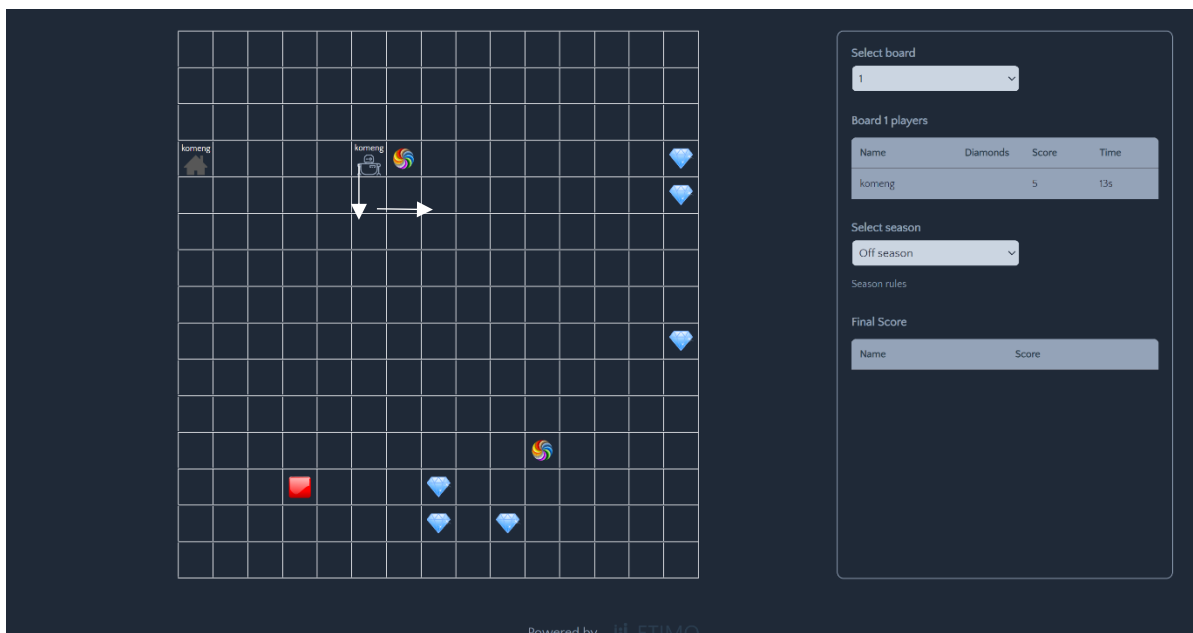 komeng
komeng
Select board
1
Board 1 players
Name Diamonds Score Time
komeng 5 13s
Select season
Off season
Season rules
Final Score
Name Score
Powered by ETIMO